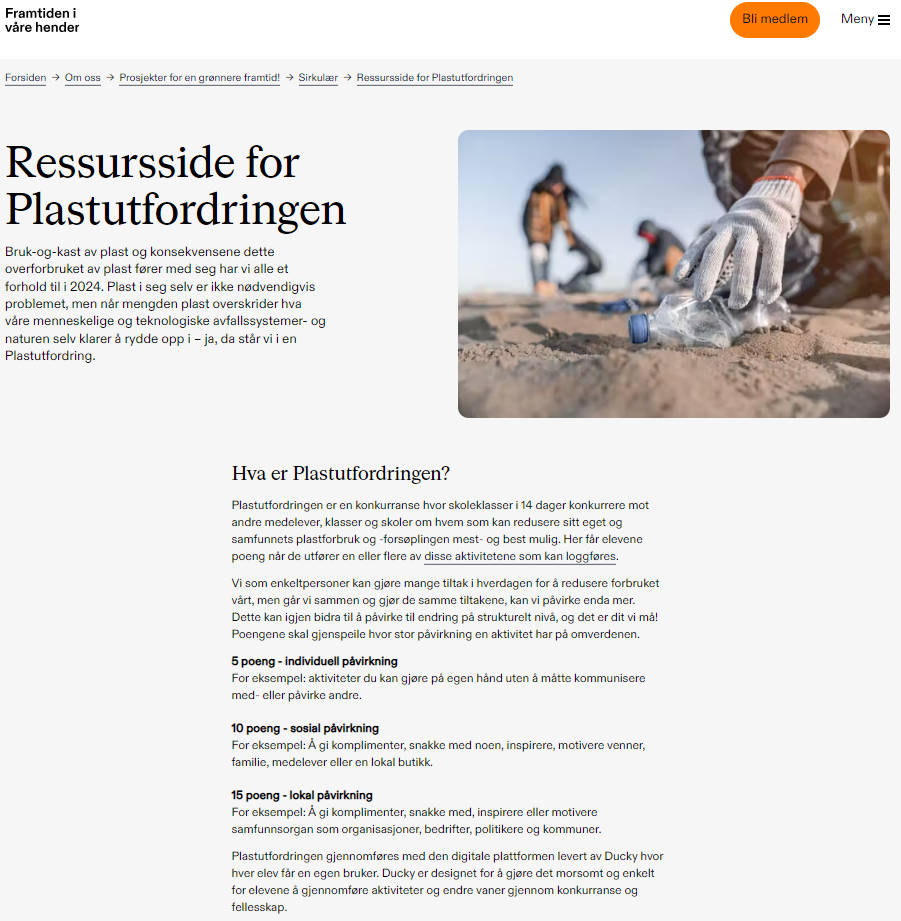 Framtiden i
våre hender
Bli medlem
Meny
Forsiden → Om oss → Prosjekter for en grønnere framtid! → Sirkulær → Ressursside for Plastutfordringen
Ressursside for
Plastutfordringen
Bruk-og-kast av plast og konsekvensene dette
overforbruket av plast fører med seg har vi alle et
forhold til i 2024. Plast i seg selv er ikke nødvendigvis
problemet, men når mengden plast overskrider hva
våre menneskelige og teknologiske avfallssystemer- og
naturen selv klarer å rydde opp i – ja, da står vi i en
Plastutfordring.
Hva er Plastutfordringen?
Plastutfordringen er en konkurranse hvor skoleklasser i 14 dager konkurrere mot
andre medelever, klasser og skoler om hvem som kan redusere sitt eget og
samfunnets plastforbruk og -forsøplingen mest- og best mulig. Her får elevene
poeng når de utfører en eller flere av disse aktivitetene som kan loggføres.
Vi som enkeltpersoner kan gjøre mange tiltak i hverdagen for å redusere forbruket
vårt, men går vi sammen og gjør de samme tiltakene, kan vi påvirke enda mer.
Dette kan igjen bidra til å påvirke til endring på strukturelt nivå, og det er dit vi må!
Poengene skal gjenspeile hvor stor påvirkning en aktivitet har på omverdenen.
5 poeng - individuell påvirkning
For eksempel: aktiviteter du kan gjøre på egen hånd uten å måtte kommunisere
med- eller påvirke andre.
10 poeng - sosial påvirkning
For eksempel: Å gi komplimenter, snakke med noen, inspirere, motivere venner,
familie, medelever eller en lokal butikk.
15 poeng - lokal påvirkning
For eksempel: Å gi komplimenter, snakke med, inspirere eller motivere
samfunnsorgan som organisasjoner, bedrifter, politikere og kommuner.
Plastutfordringen gjennomføres med den digitale plattformen levert av Ducky hvor
hver elev får en egen bruker. Ducky er designet for å gjøre det morsomt og enkelt
for elevene å gjennomføre aktiviteter og endre vaner gjennom konkurranse og
fellesskap.